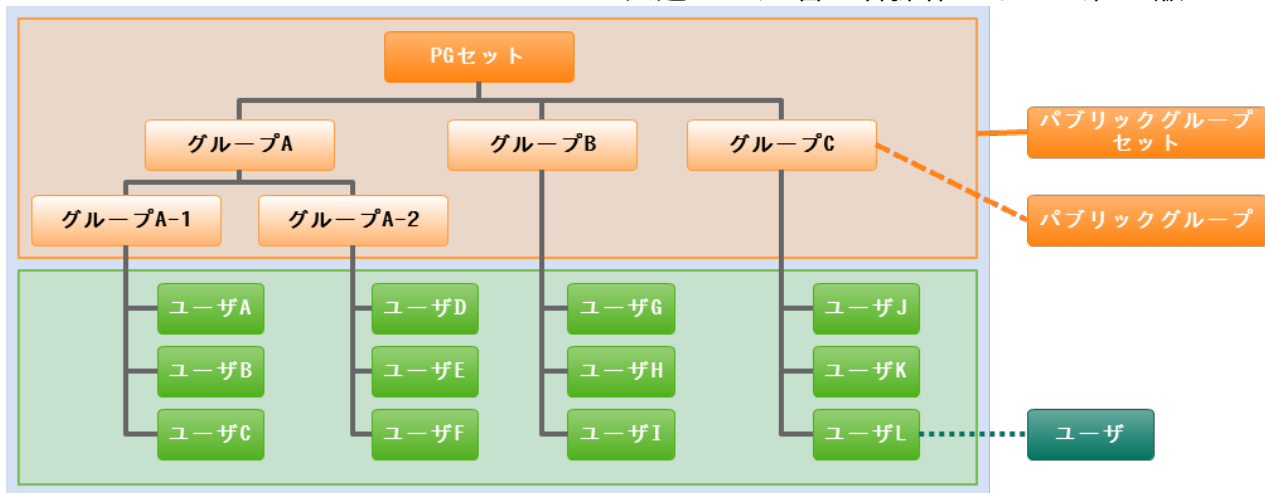 PGセット
グループA
グループB
グループC
パブリックグループ
セット
グループA-1
グループA-2
パブリックグループ
ユーザA
ユーザD
ユーザG
ユーザJ
ユーザB
ユーザE
ユーザH
ユーザK
ユーザC
ユーザF
ユーザI
ユーザL
ユーザ